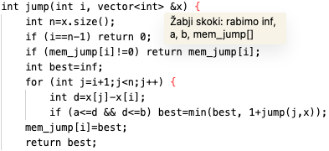 int jump(int i, vector<int> &x) {
    int n=x.size();
    if (i==n-1) return 0;
    if (mem_jump[i]!=0) return mem_jump[i];
    int best=inf;
    for (int j=i+1;j<n;j++) {
        int d=x[j]-x[i];
        if (a<=d && d<=b) best=min(best, 1+jump(j,x));
    mem_jump[i]=best;
    return best;
Žabji skoki: rabimo inf,
a, b, mem_jump[]